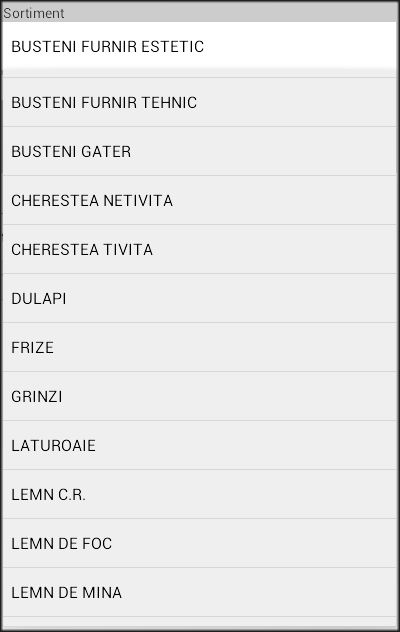 Sortiment
BUSTENI FURNIR ESTETIC
BUSTENI FURNIR TEHNIC
BUSTENI GATER
CHERESTEA NETIVITA
CHERESTEA TIVITA
DULAPI
FRIZE
GRINZI
LATUROAIE
LEMN C.R.
LEMN DE FOC
LEMN DE MINA